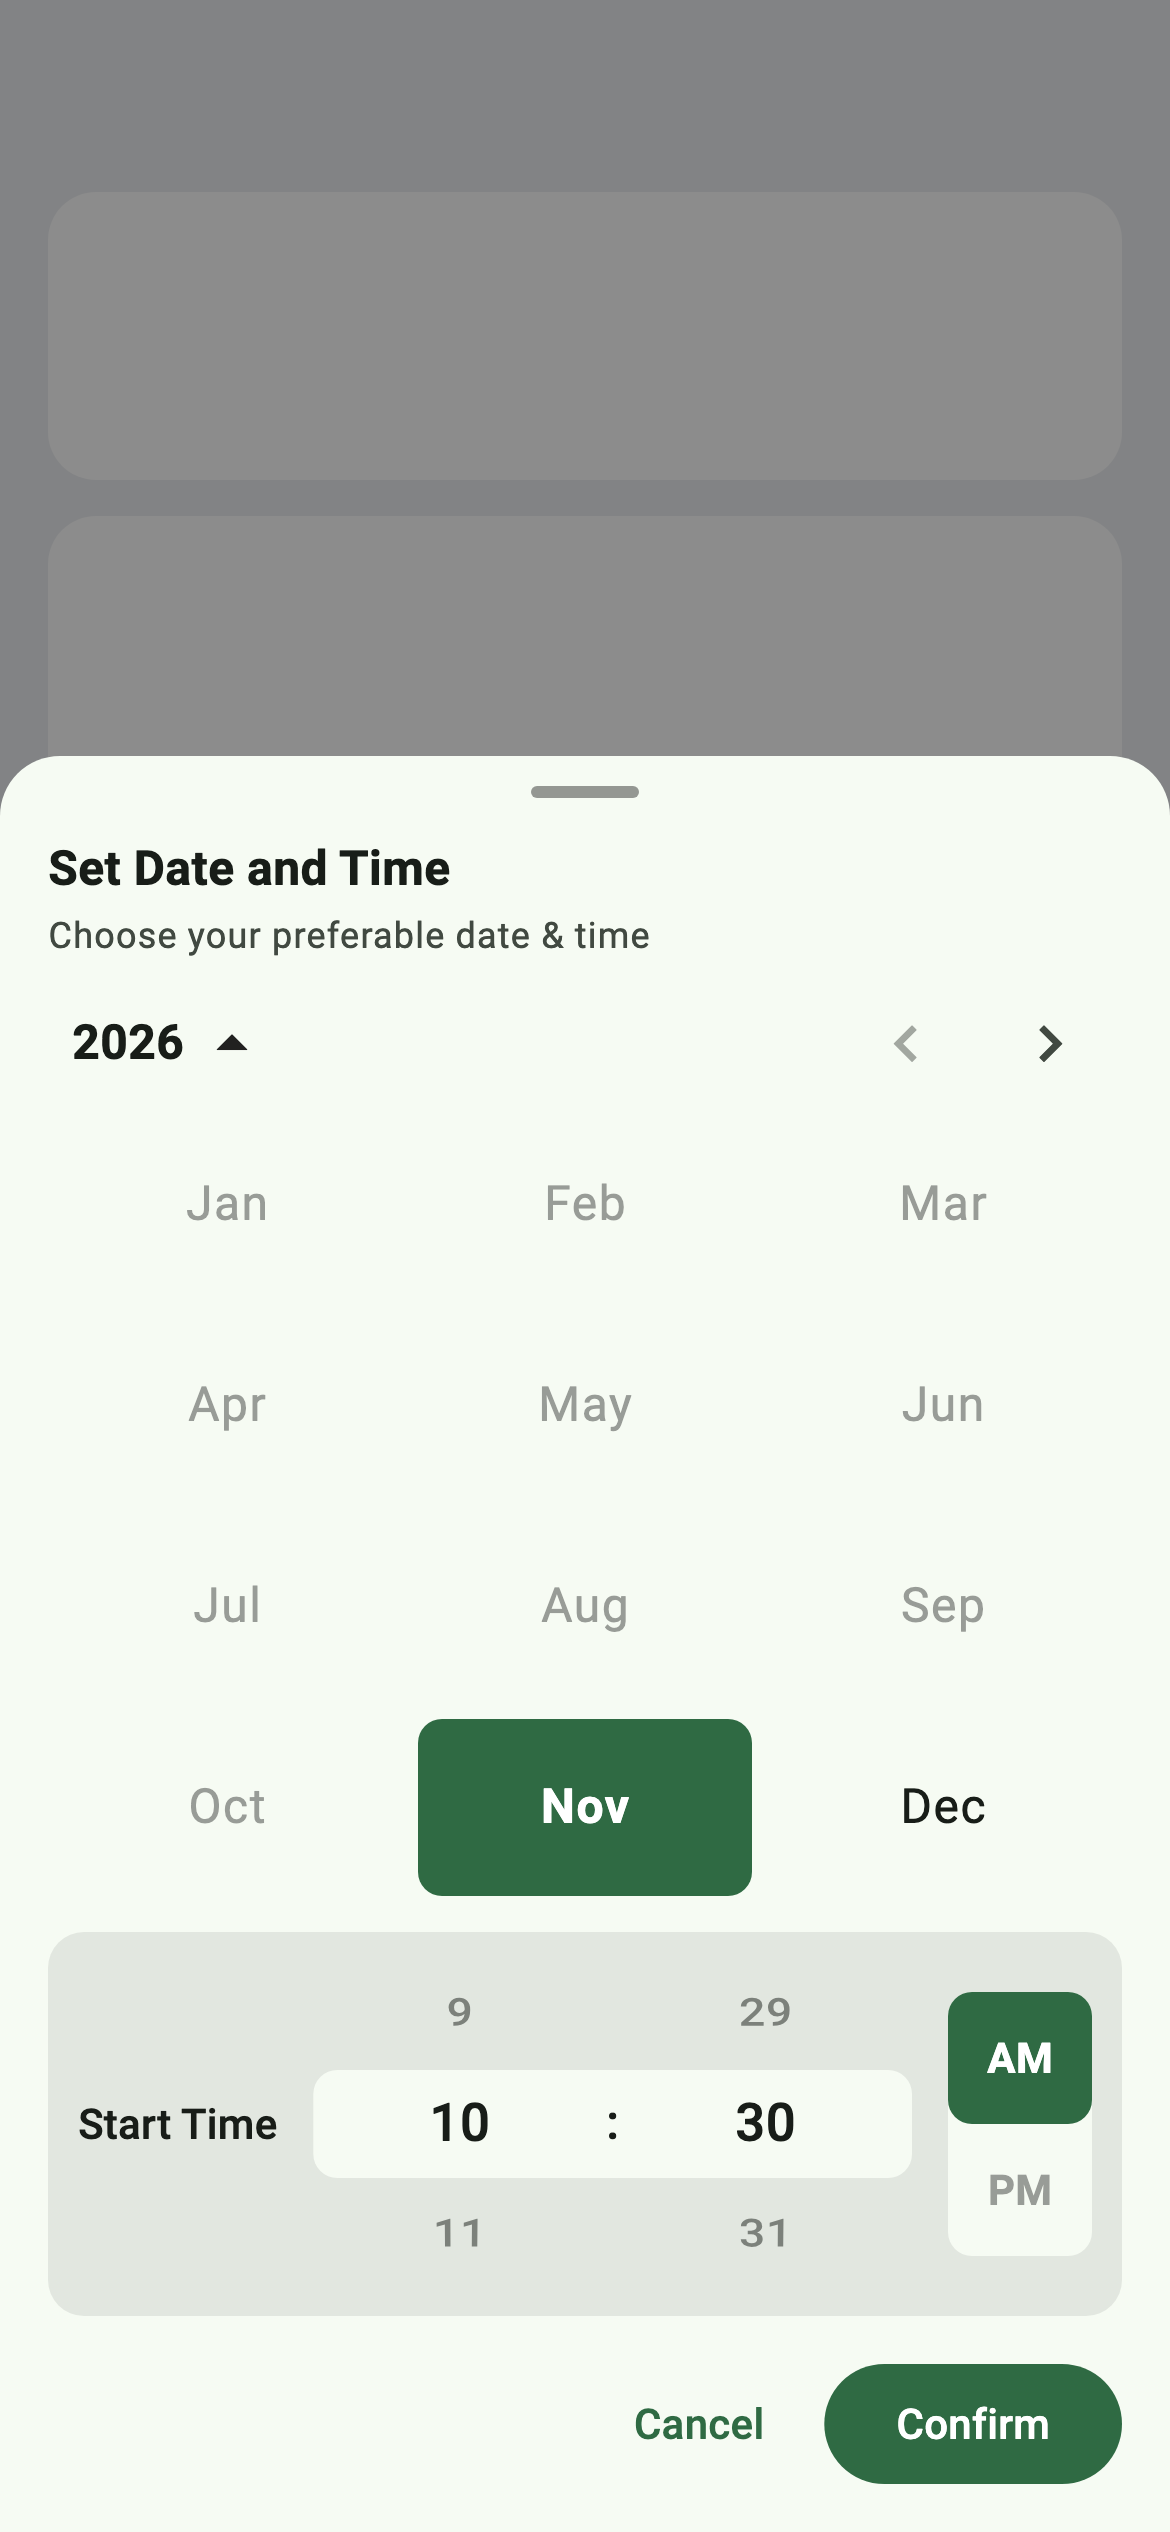 Set Date and Time
Choose your preferable date & time
2026
Jan Feb Mar
Apr May Jun
Jul Aug Sep
Oct Nov Dec
9 29
AM
Start Time 10 : 30
PM
11 31
Cancel Confirm